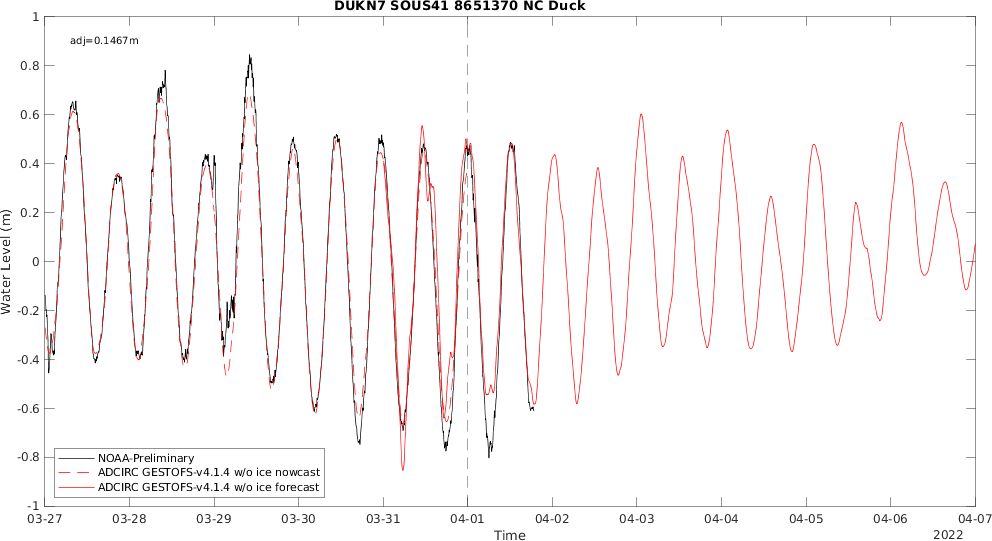 DUKN7 SOUS41 8651370 NC Duck
adj=0.1467m
1
0.8
0.6
0.4
0.2
0
-0.2
-0.4
-0.6
-0.8
-1
Water Level (m)
NOAA-Preliminary
ADCIRC GESTOFS-v4.1.4 w/o ice nowcast
ADCIRC GESTOFS-v4.1.4 w/o ice forecast
03-27 03-28 03-29 03-30 03-31 04-01 04-02 04-03 04-04 04-05 04-06 04-07
Time
2022